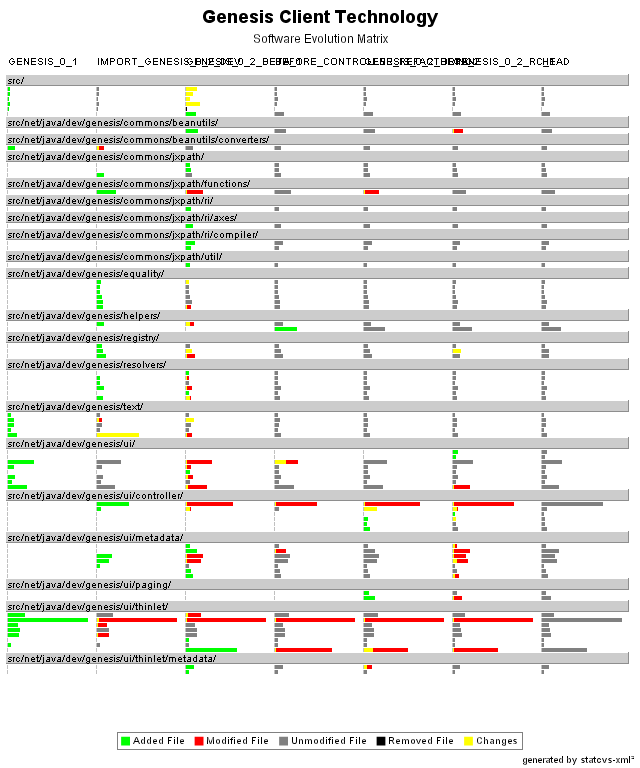 Genesis Client Technology
Software Evolution Matrix
GENESIS_0_1
HEAD
src/
src/net/java/dev/genesis/commons/beanutils/
src/net/java/dev/genesis/commons/beanutils/converters/
src/net/java/dev/genesis/commons/jxpath/
src/net/java/dev/genesis/commons/jxpath/functions/
src/net/java/dev/genesis/commons/jxpath/ri/
src/net/java/dev/genesis/commons/jxpath/ri/axes/
src/net/java/dev/genesis/commons/jxpath/ri/compiler/
src/net/java/dev/genesis/commons/jxpath/util/
src/net/java/dev/genesis/equality/
src/net/java/dev/genesis/helpers/
src/net/java/dev/genesis/registry/
src/net/java/dev/genesis/resolvers/
src/net/java/dev/genesis/text/
src/net/java/dev/genesis/ui/
src/net/java/dev/genesis/ui/controller/
src/net/java/dev/genesis/ui/metadata/
src/net/java/dev/genesis/ui/paging/
src/net/java/dev/genesis/ui/thinlet/
src/net/java/dev/genesis/ui/thinlet/metadata/
Added File Modified File Unmodified File Removed File Changes
generated by statcvs-xml²